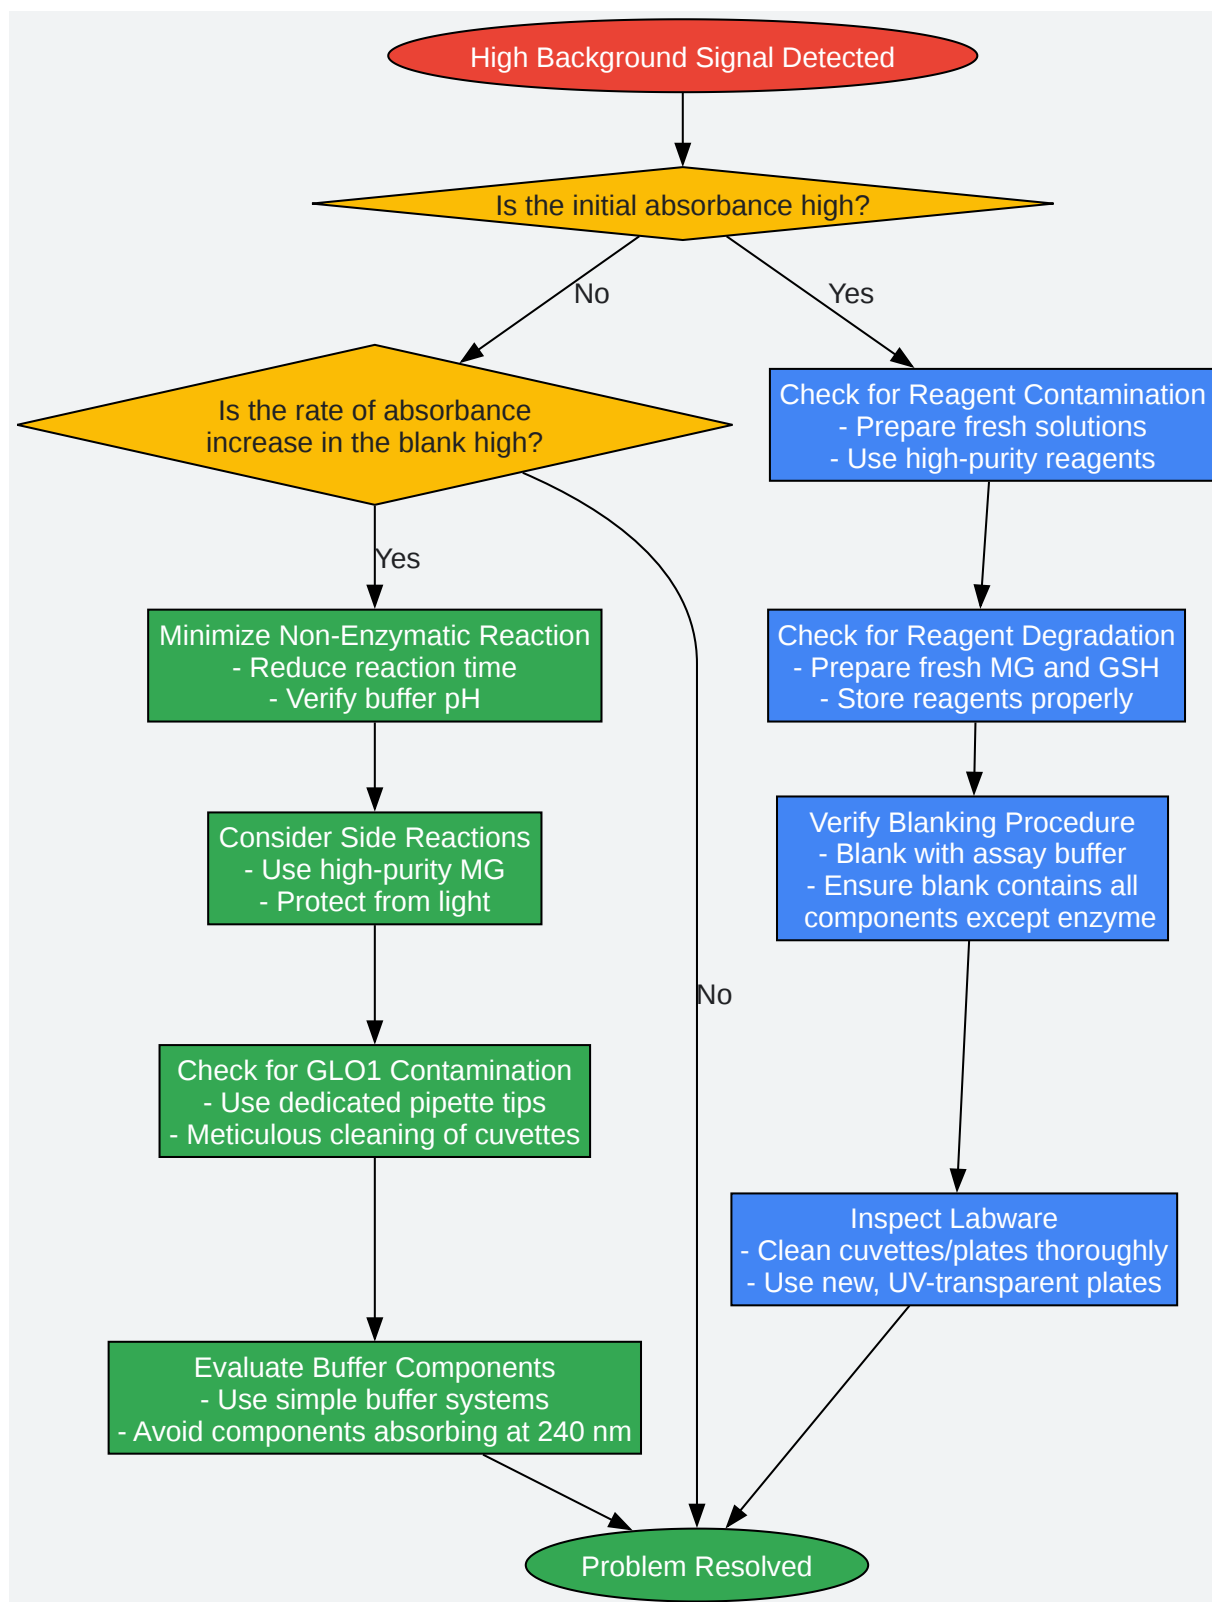 High Background Signal Detected
Is the initial absorbance high?
No
Yes
Is the rate of absorbance
increase in the blank high?
Check for Reagent Contamination
- Prepare fresh solutions
- Use high-purity reagents
Yes
Minimize Non-Enzymatic Reaction
- Reduce reaction time
- Verify buffer pH
Check for Reagent Degradation
- Prepare fresh MG and GSH
- Store reagents properly
Consider Side Reactions
- Use high-purity MG
- Protect from light
Verify Blanking Procedure
- Blank with assay buffer
- Ensure blank contains all
components except enzyme
No
Check for GLO1 Contamination
- Use dedicated pipette tips
- Meticulous cleaning of cuvettes
Inspect Labware
- Clean cuvettes/plates thoroughly
- Use new, UV-transparent plates
Evaluate Buffer Components
- Use simple buffer systems
- Avoid components absorbing at 240 nm
Problem Resolved